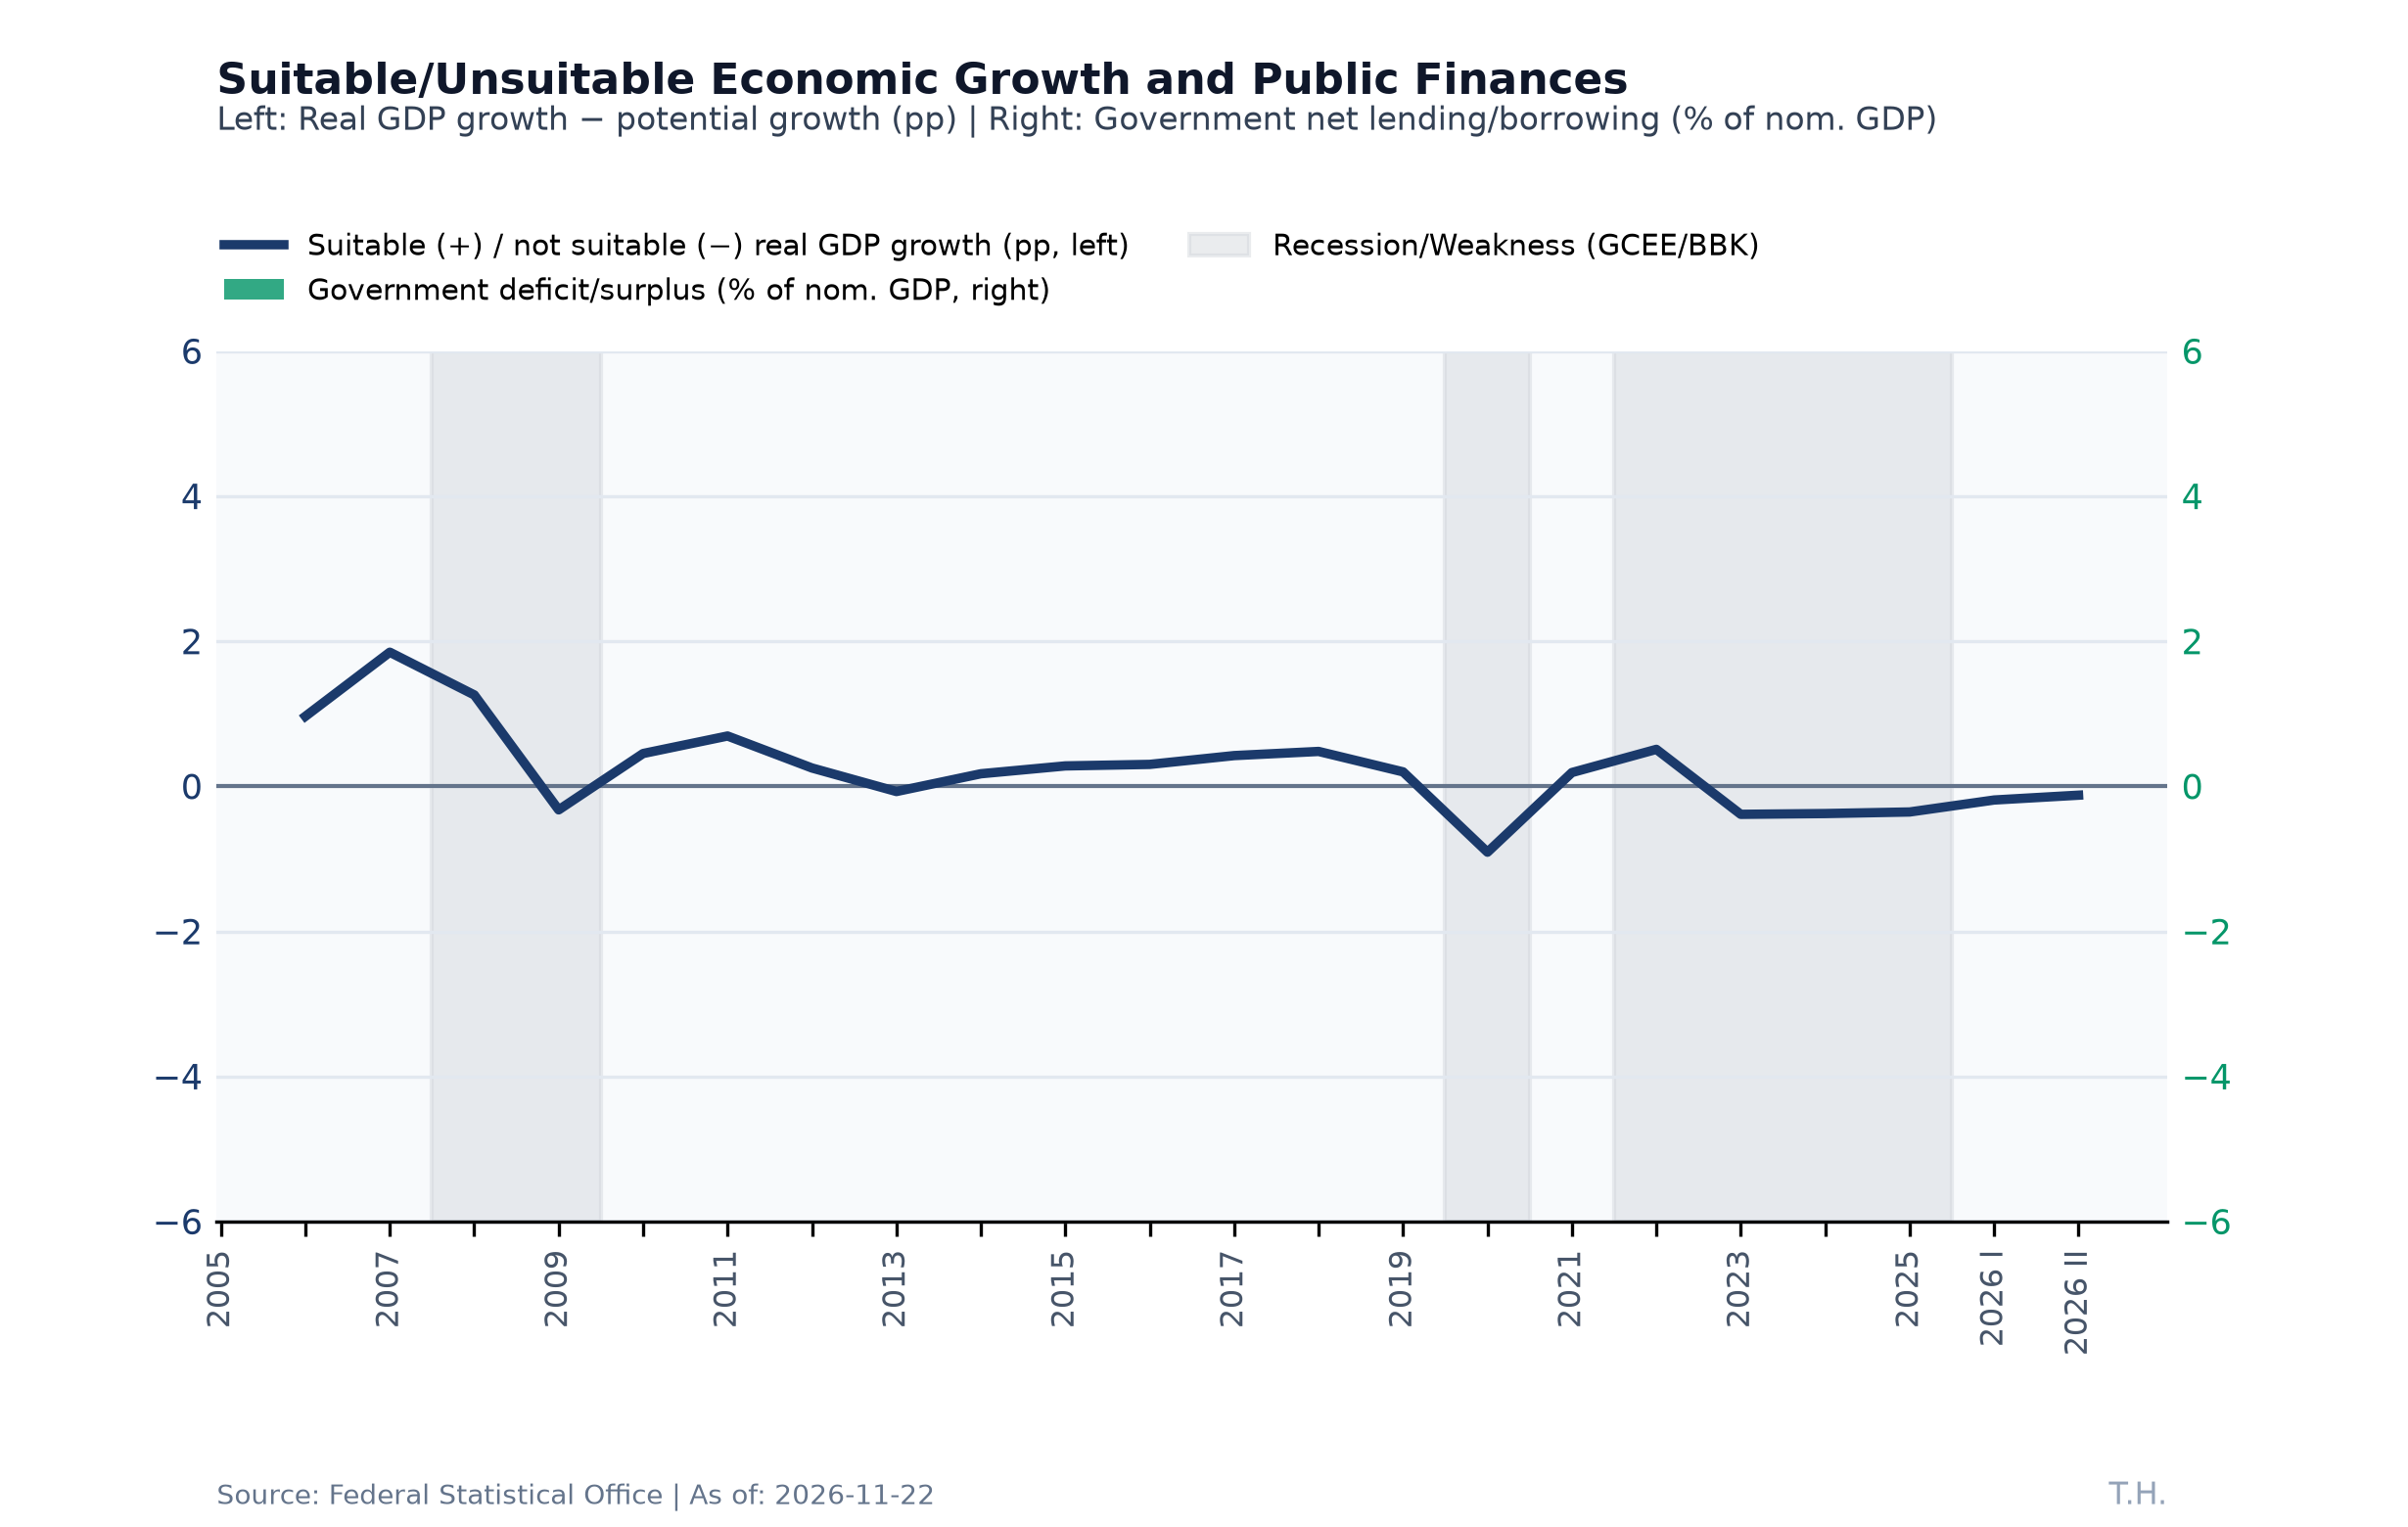 Suitable/Unsuitable Economic Growth and Public Finances
Left: Real GDP growth − potential growth (pp) | Right: Government net lending/borrowing (% of nom. GDP)
Suitable (+) / not suitable (−) real GDP growth (pp, left)
Recession/Weakness (GCEE/BBK)
Government deficit/surplus (% of nom. GDP, right)
6 6
4 4
2 2
0 0
−2 −2
−4 −4
−6 −6
2005 2007 2009 2011 2013 2015 2017 2019 2021 2023 2025 2026 I 2026 II
Source: Federal Statistical Office | As of: 2026-11-22
T.H.